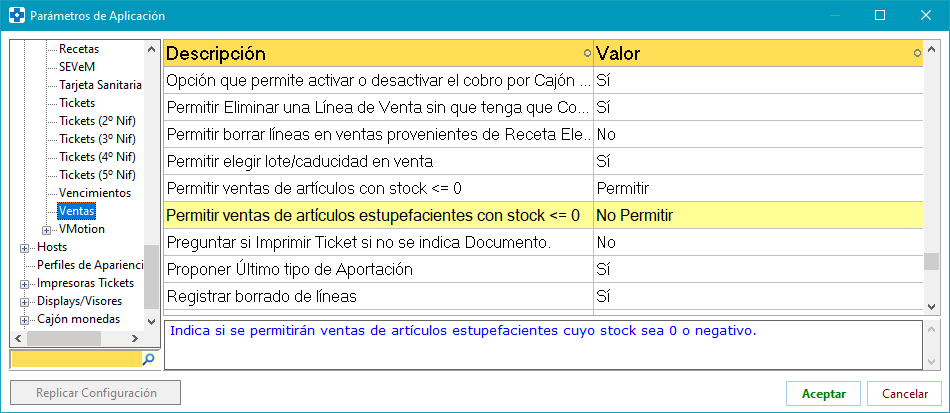 Parámetros de Aplicación
Recetas
SEVeM
Tarjeta Sanitaria
Tickets
Tickets (2º Nif)
Tickets (3º Nif)
Tickets (4º Nif)
Tickets (5º Nif)
Vencimientos
Ventas
VMotion
Hosts
Perfiles de Aparienci
Impresoras Tickets
Displays/Visores
Cajón monedas
Descripción Valor
Opción que permite activar o desactivar el cobro por Cajón ... Sí
Permitir Eliminar una Línea de Venta sin que tenga que Co... Sí
Permitir borrar líneas en ventas provenientes de Receta Ele... No
Permitir elegir lote/caducidad en venta Sí
Permitir ventas de artículos con stock <= 0 Permitir
Permitir ventas de artículos estupefacientes con stock <= 0 No Permitir
Preguntar si Imprimir Ticket si no se indica Documento. No
Proponer Último tipo de Aportación Sí
Registrar borrado de líneas Sí
Indica si se permitirán ventas de artículos estupefacientes cuyo stock sea 0 o negativo.
Replicar Configuración
Aceptar
Cancelar